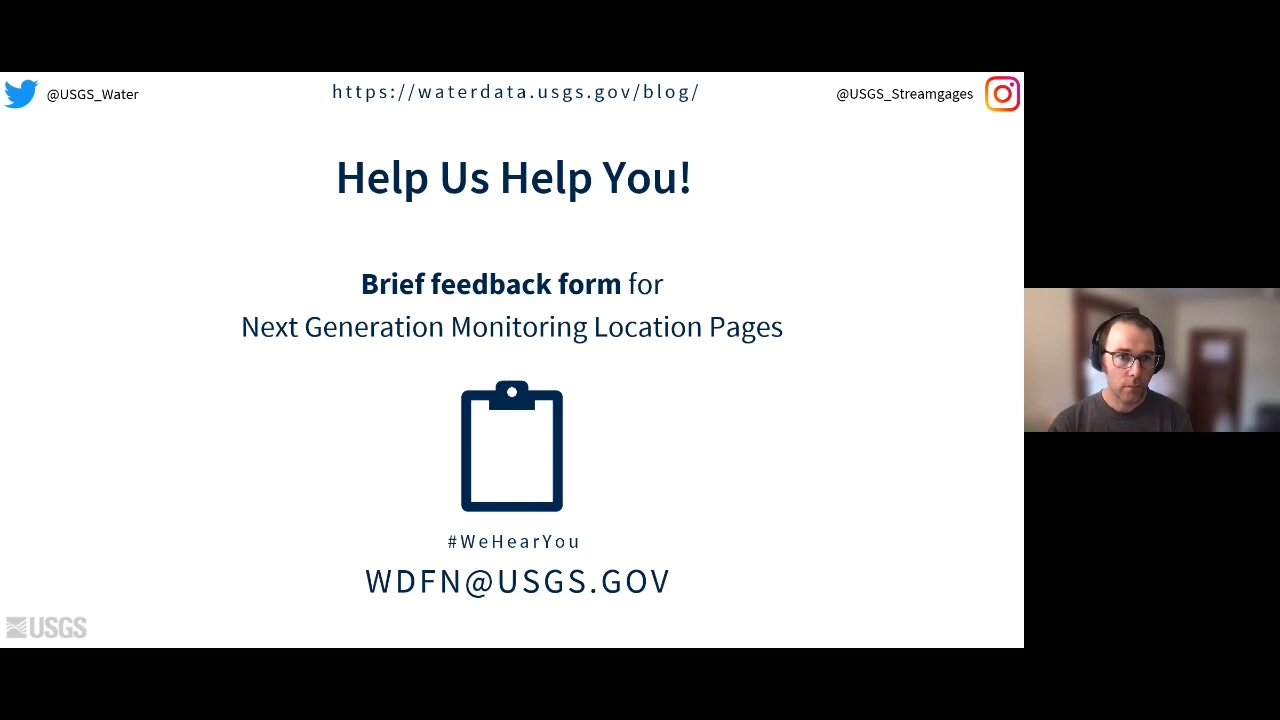 @USGS_Water
https://waterdata.usgs.gov/blog/
@USGS_Streamgages
Help Us Help You!
Brief feedback form for
Next Generation Monitoring Location Pages
#WeHearYou
WDFN@USGS.GOV
USGS